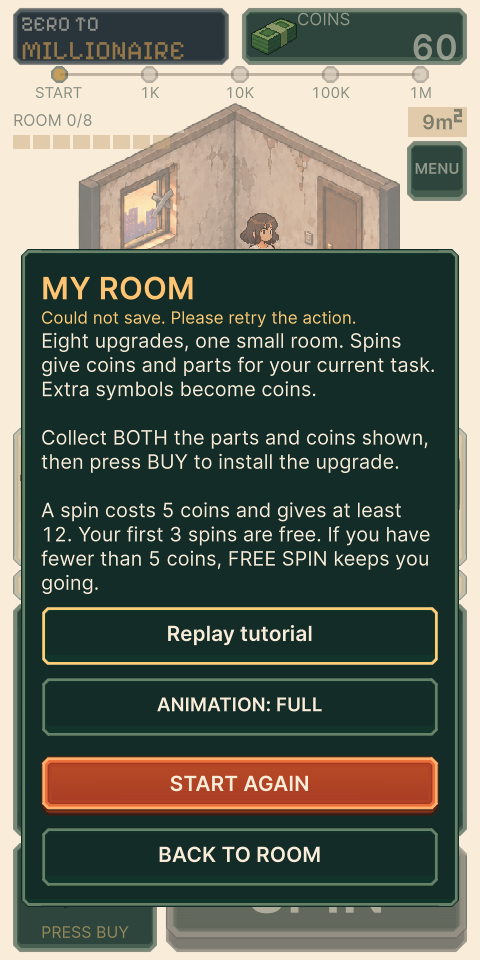 ZERO TO
MILLIONAIRE
COINS
60
START
1K
10K
100K
1M
ROOM 0/8
9m²
MENU
MY ROOM
Could not save. Please retry the action.
Eight upgrades, one small room. Spins
give coins and parts for your current task.
Extra symbols become coins.
Collect BOTH the parts and coins shown,
then press BUY to install the upgrade.
A spin costs 5 coins and gives at least
12. Your first 3 spins are free. If you have
fewer than 5 coins, FREE SPIN keeps you
going.
Replay tutorial
ANIMATION: FULL
START AGAIN
BACK TO ROOM
PRESS BUY
SPIN